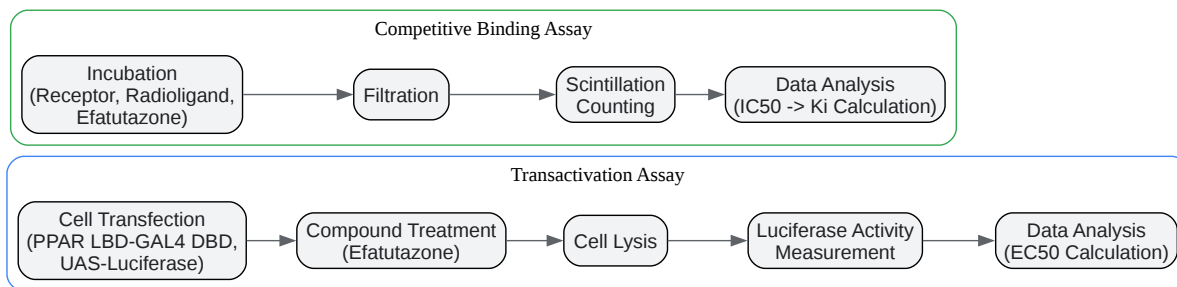 Competitive Binding Assay
Incubation
(Receptor, Radioligand,
Efatutazone)
Filtration
Scintillation
Counting
Data Analysis
(IC50 -> Ki Calculation)
Transactivation Assay
Cell Transfection
(PPAR LBD-GAL4 DBD,
UAS-Luciferase)
Compound Treatment
(Efatutazone)
Cell Lysis
Luciferase Activity
Measurement
Data Analysis
(EC50 Calculation)